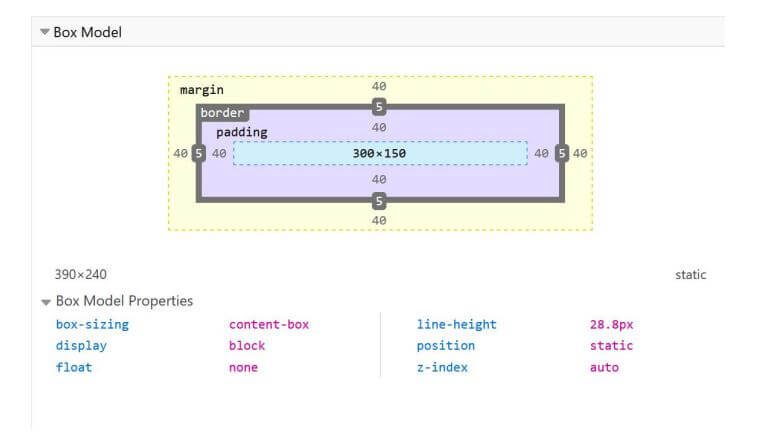 Box Model
margin
40
5
border
40
padding
40 5 40 300×150 40 5 40
40
5
40
390×240 static
Box Model Properties
box-sizing content-box line-height 28.8px
display block position static
float none z-index auto